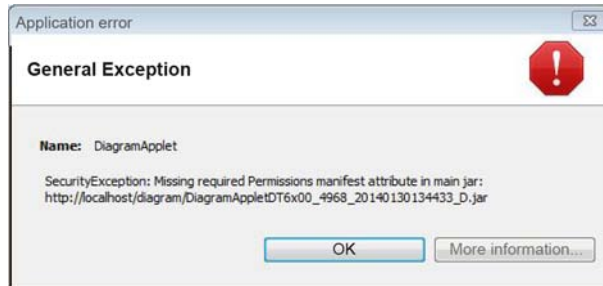 Application error
General Exception
Name: DiagramApplet
SecurityException: Missing required Permissions manifest attribute in main jar:
http://localhost/diagram/DiagramAppletDT6x00_4968_20140130134433_D.jar
OK
More information...